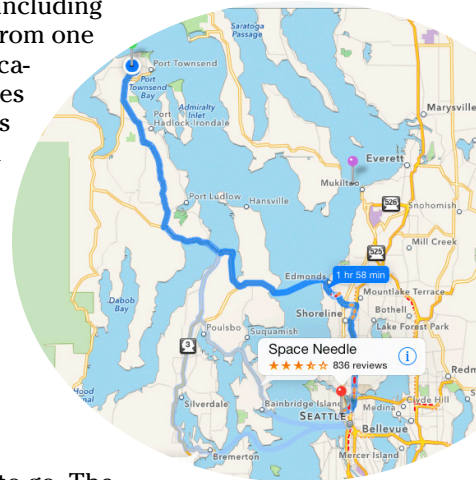 including
from one
ca-
es
s
Saratoga
Passage
Port Townsend
Port
Townsend
Bay
Admiralty
Inlet
Port
Hadlock-Irondale
Marysville
Everett
Mukilteo
526
Snohomish
Port Ludlow
Hansville
525
Mill Creek
1 hr 58 min
Edmonds
Mountlake Terrace
Dabob
Bay
Shoreline
Bothell
Lake Forest Park
Poulsbo
Suquamish
3
Space Needle
836 reviews
i
Redm
Hood
Canal
Silverdale
Bainbridge Island
Clyde Hill
SEATTLE
Medina
Bellevue
Bremerton
Mercer Island
to go. The